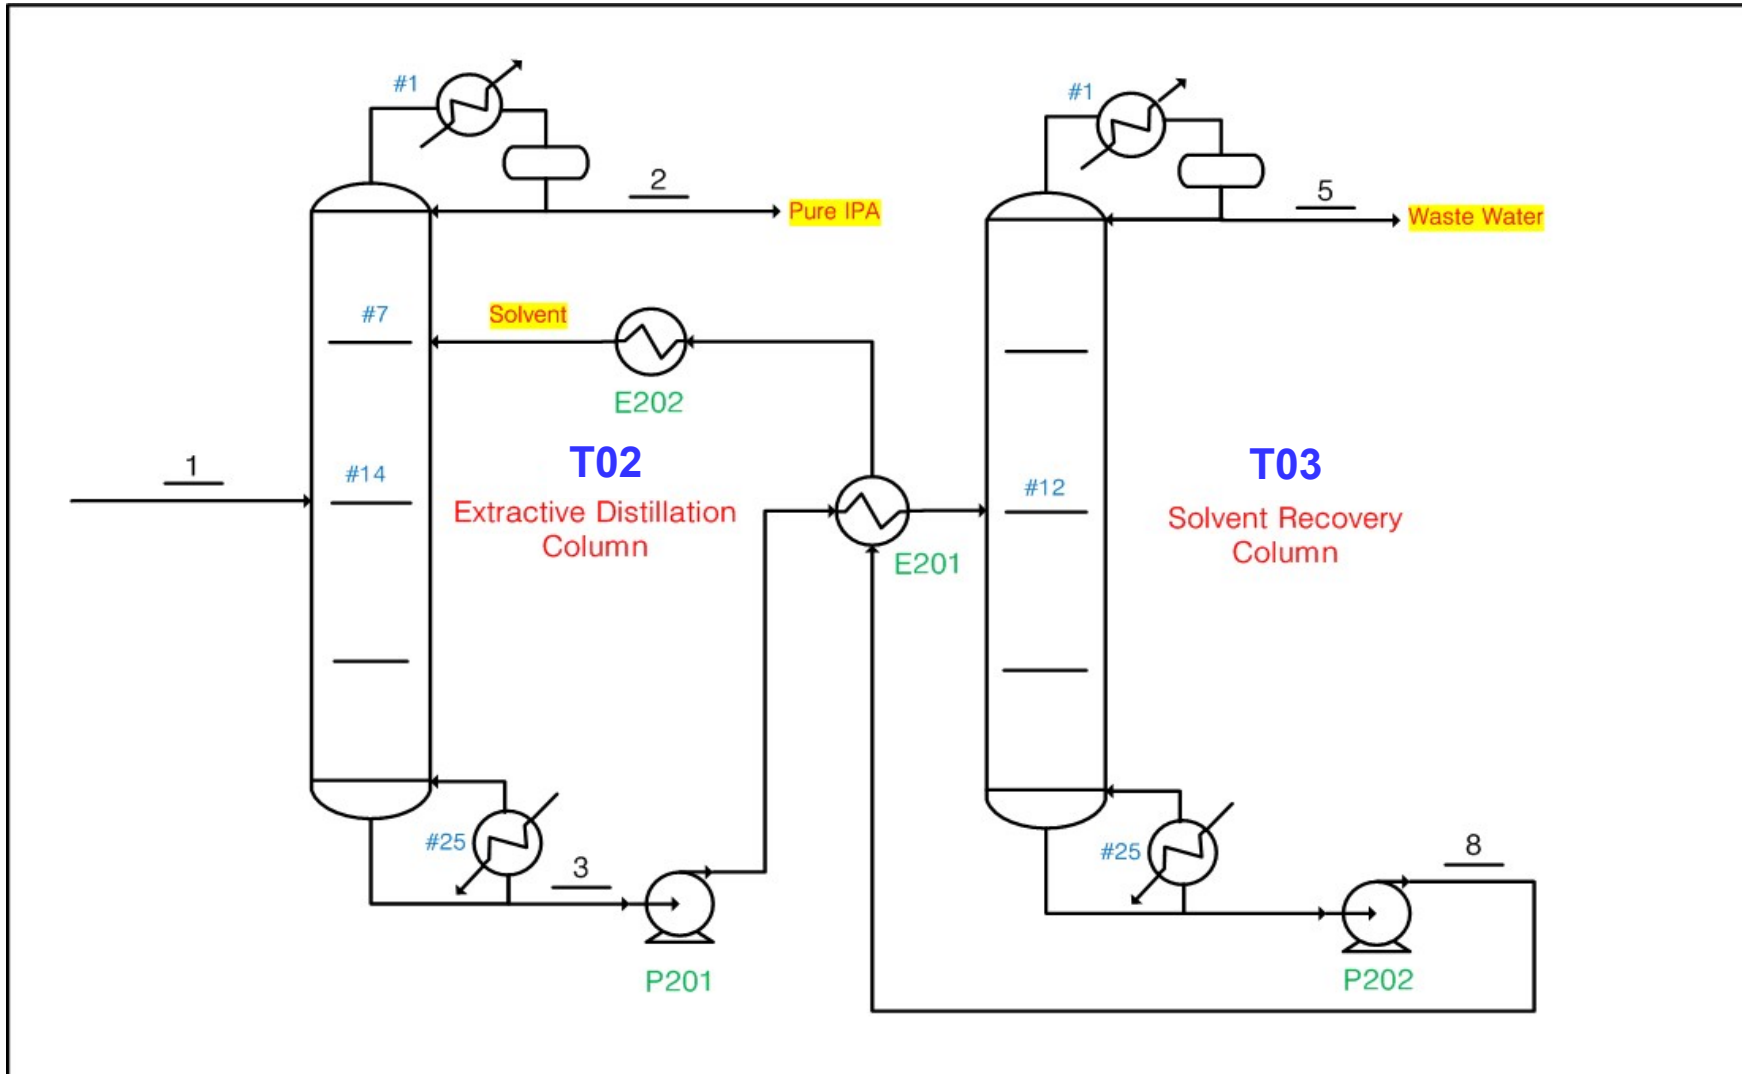 #1
#1
2
Pure IPA
5
Waste Water
#7
Solvent
E202
1
#14
T02
Extractive Distillation
Column
E201
#12
T03
Solvent Recovery
Column
#25
3
P201
#25
8
P202